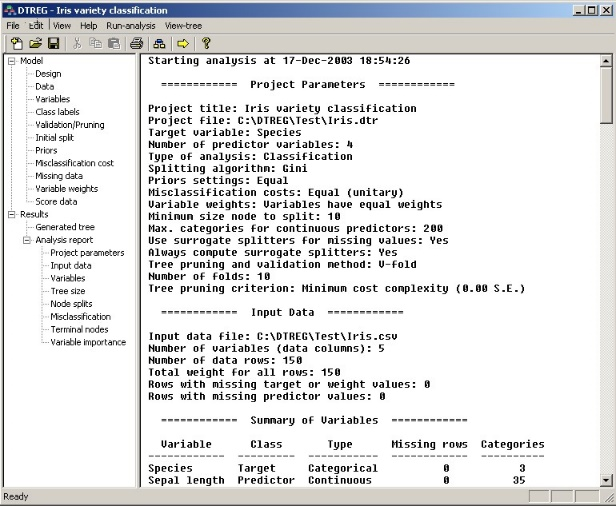 DTREG - Iris variety classification
File Edit View Help Run-analysis View-tree
Model
Design
Data
Variables
Class labels
Validation/Pruning
Initial split
Priors
Misclassification cost
Missing data
Variable weights
Score data
Results
Generated tree
Analysis report
Project parameters
Input data
Variables
Tree size
Node splits
Misclassification
Terminal nodes
Variable importance
Starting analysis at 17-Dec-2003 18:54:26
============ Project Parameters ============
Project title: Iris variety classification
Project file: C:\DTREG\Test\Iris.dtr
Target variable: Species
Number of predictor variables: 4
Type of analysis: Classification
Splitting algorithm: Gini
Priors settings: Equal
Misclassification costs: Equal (unitary)
Variable weights: Variables have equal weights
Minimum size node to split: 10
Max. categories for continuous predictors: 200
Use surrogate splitters for missing values: Yes
Always compute surrogate splitters: Yes
Tree pruning and validation method: V-fold
Number of folds: 10
Tree pruning criterion: Minimum cost complexity (0.00 S.E.)
============ Input Data ============
Input data file: C:\DTREG\Test\Iris.csv
Number of variables (data columns): 5
Number of data rows: 150
Total weight for all rows: 150
Rows with missing target or weight values: 0
Rows with missing predictor values: 0
============ Summary of Variables ============
Variable Class Type Missing rows Categories
------------ ----------- ------------ ------------ ----------
Species Target Categorical 0 3
Sepal length Predictor Continuous 0 35
Ready